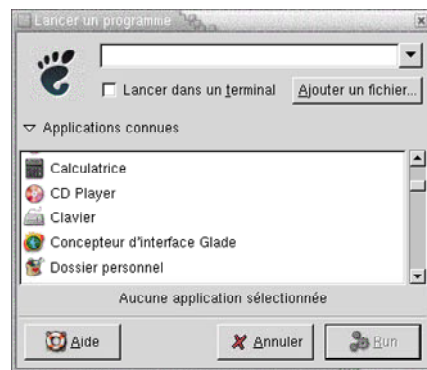 Lancer un programme
Lancer dans un terminal
Ajouter un fichier...
Applications connues
Calculatrice
CD Player
Clavier
Concepteur d'interface Glade
Dossier personnel
Aucune application sélectionnée
Aide
Annuler
Run